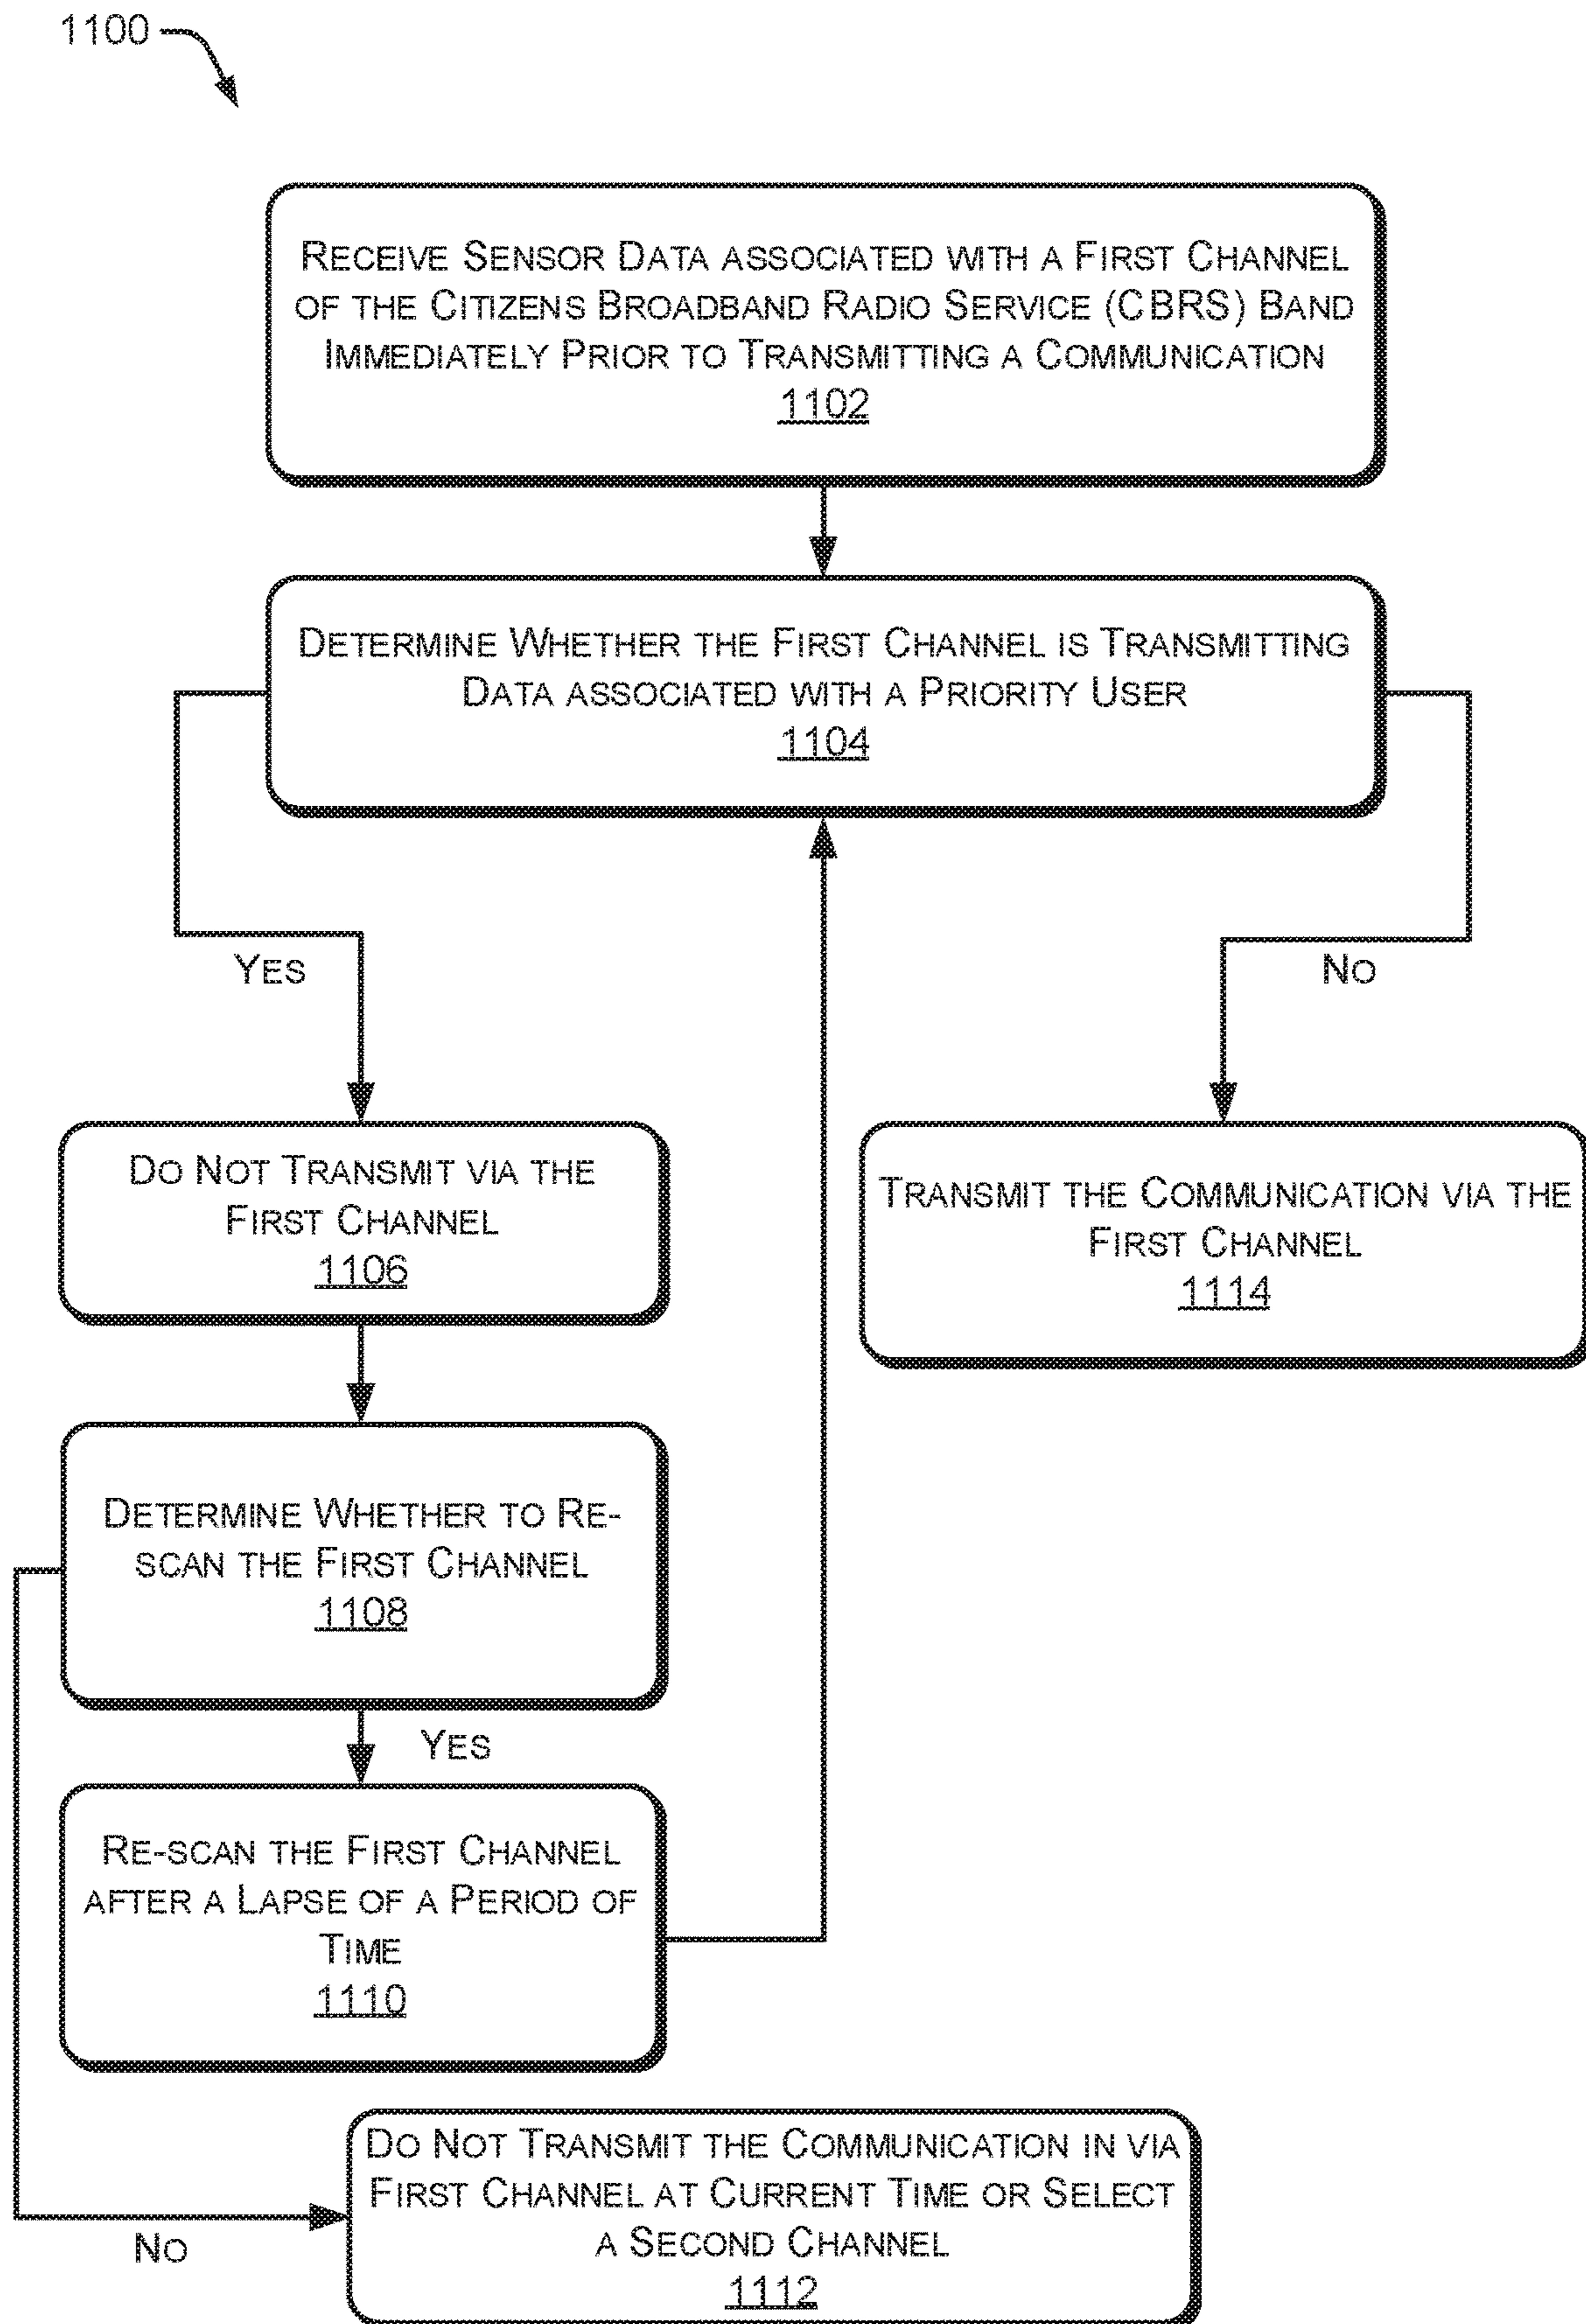 1100
Receive Sensor Data associated with a First Channel
of the Citizens Broadband Radio Service (CBRS) Band
Immediately Prior to Transmitting a Communication
1102
Determine Whether the First Channel is Transmitting
Data associated with a Priority User
1104
Yes
No
Do Not Transmit via the
First Channel
1106
Transmit the Communication via the
First Channel
1114
Determine Whether to Re-
scan the First Channel
1108
Yes
Re-scan the First Channel
after a Lapse of a Period of
Time
1110
No
Do Not Transmit the Communication in via
First Channel at Current Time or Select
a Second Channel
1112